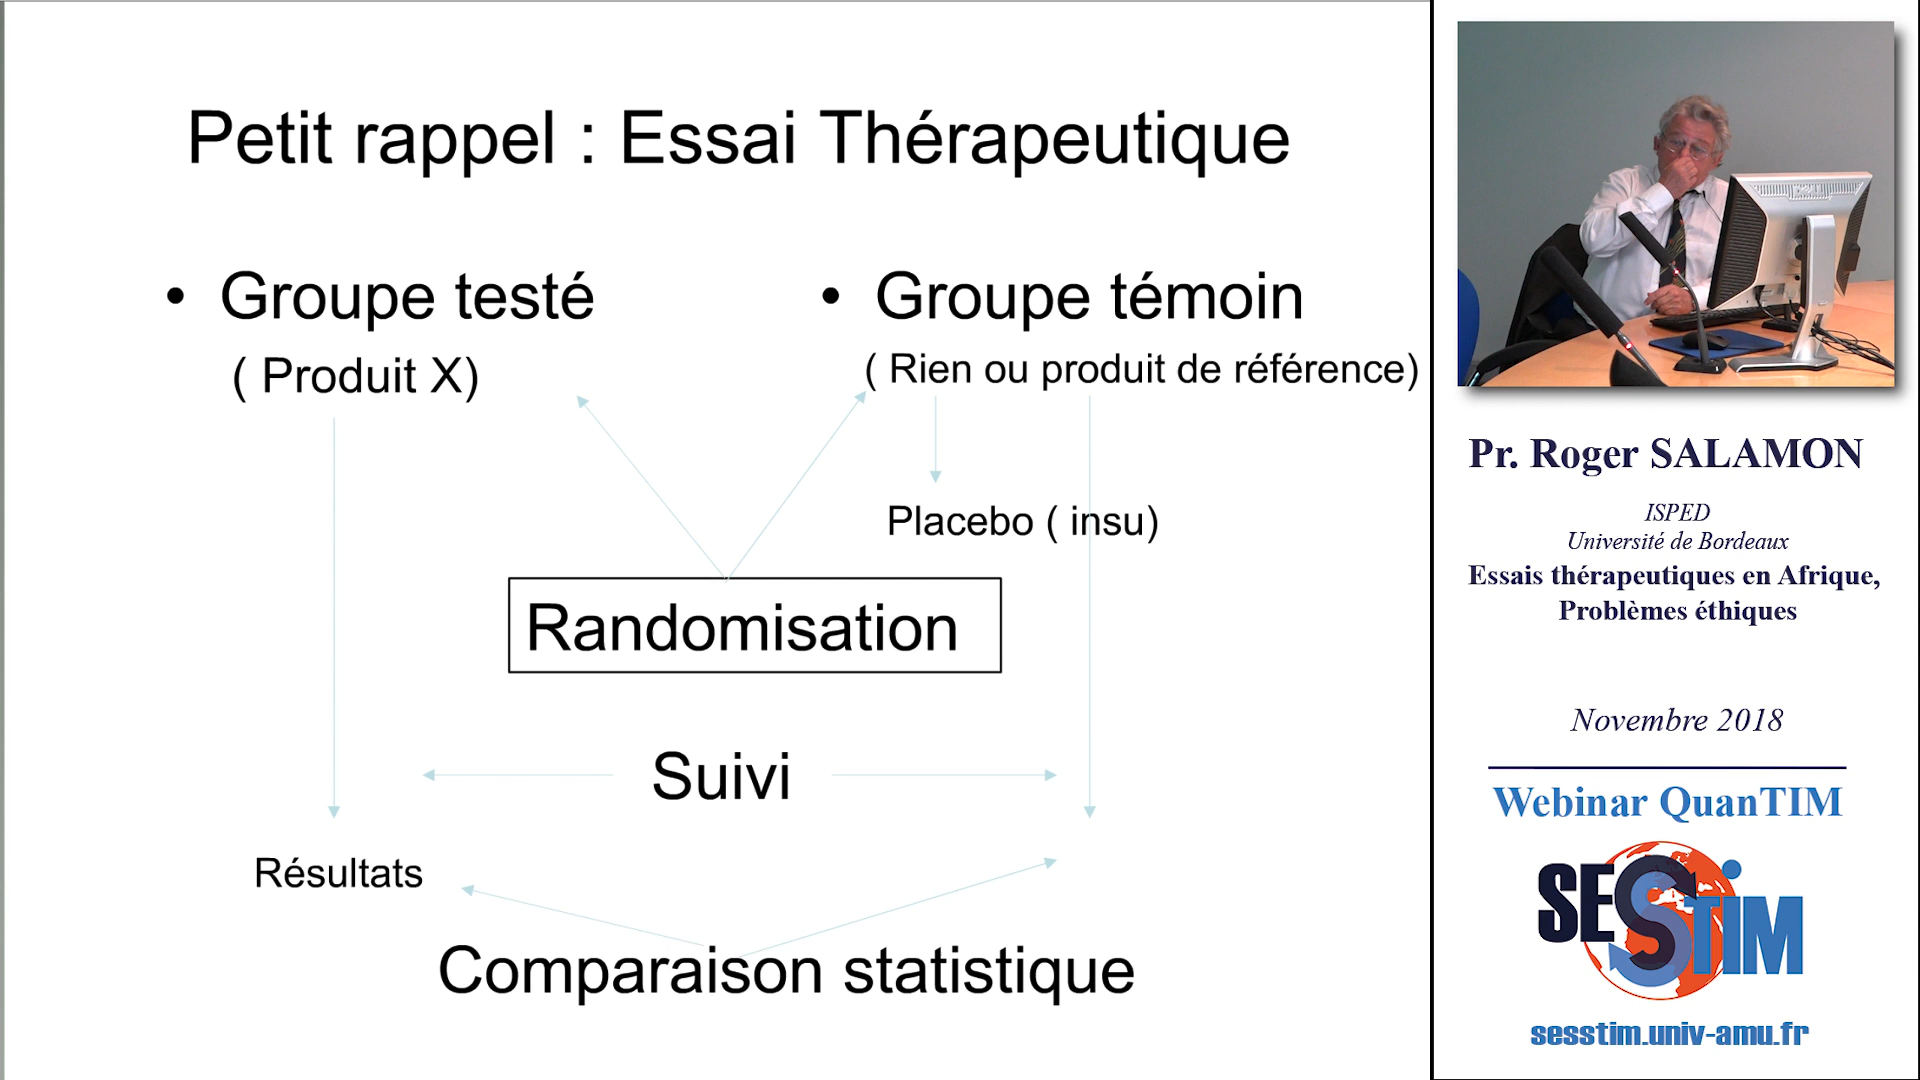 Petit rappel : Essai Thérapeutique
• Groupe testé
( Produit X)
• Groupe témoin
( Rien ou produit de référence)
Placebo ( insu)
Randomisation
Suivi
Résultats
Comparaison statistique
Pr. Roger SALAMON
ISPED
Université de Bordeaux
Essais thérapeutiques en Afrique,
Problèmes éthiques
Novembre 2018
Webinar QuanTIM
SESSTIM
sesstim.univ-amu.fr